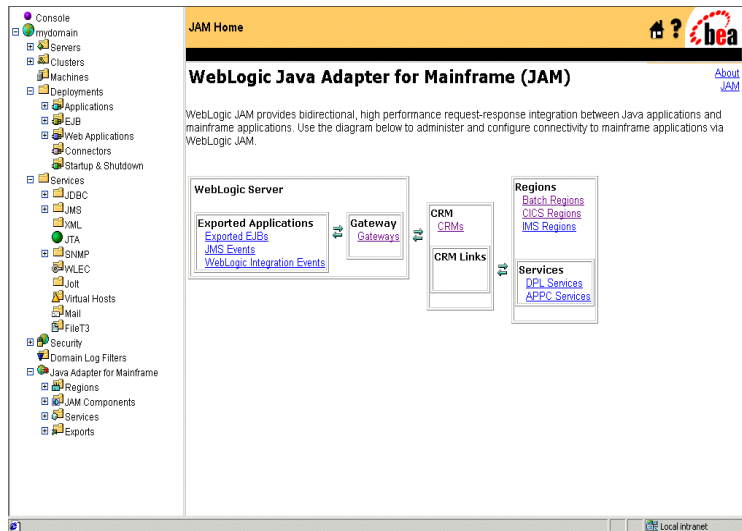 Console
mydomain
Servers
Clusters
Machines
Deployments
Applications
EJB
Web Applications
Connectors
Startup & Shutdown
Services
JDBC
JMS
XML
JTA
SNMP
WLEC
Jolt
Virtual Hosts
Mail
FileT3
Security
Domain Log Filters
Java Adapter for Mainframe
Regions
JAM Components
Services
Exports
JAM Home
?
bea
WebLogic Java Adapter for Mainframe (JAM)
About
JAM
WebLogic JAM provides bidirectional, high performance request-response integration between Java applications and
mainframe applications. Use the diagram below to administer and configure connectivity to mainframe applications via
WebLogic JAM.
WebLogic Server
Exported Applications
Exported EJBs
JMS Events
WebLogic Integration Events
Gateway
Gateways
CRM
CRMs
CRM Links
Regions
Batch Regions
CICS Regions
IMS Regions
Services
DPL Services
APPC Services
Local intranet